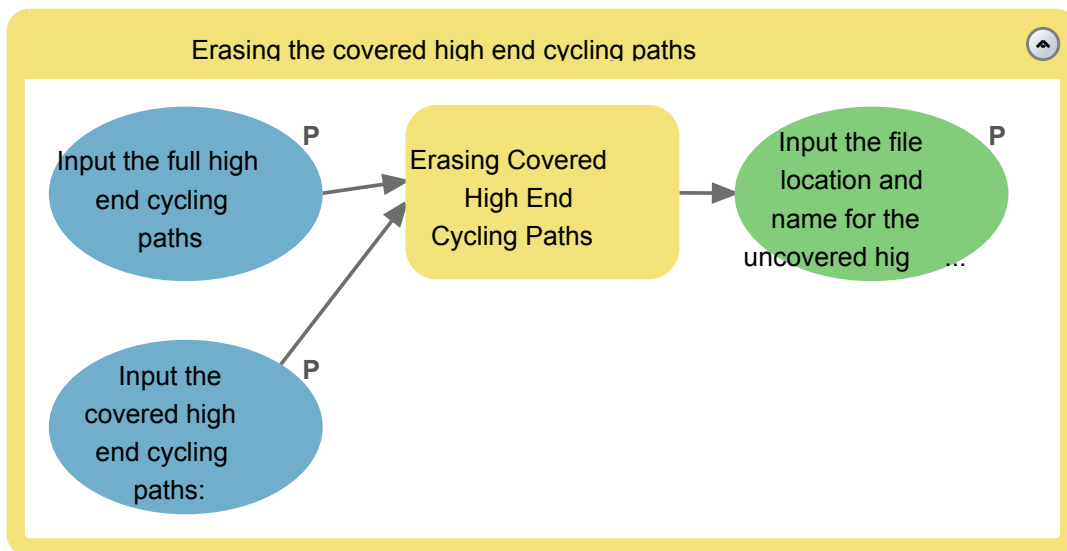 Erasing the covered high end cycling paths
P
Input the full high
end cycling
paths
Erasing Covered
High End
Cycling Paths
P
Input the file
location and
name for the
uncovered hig ...
P
Input the
covered high
end cycling
paths: